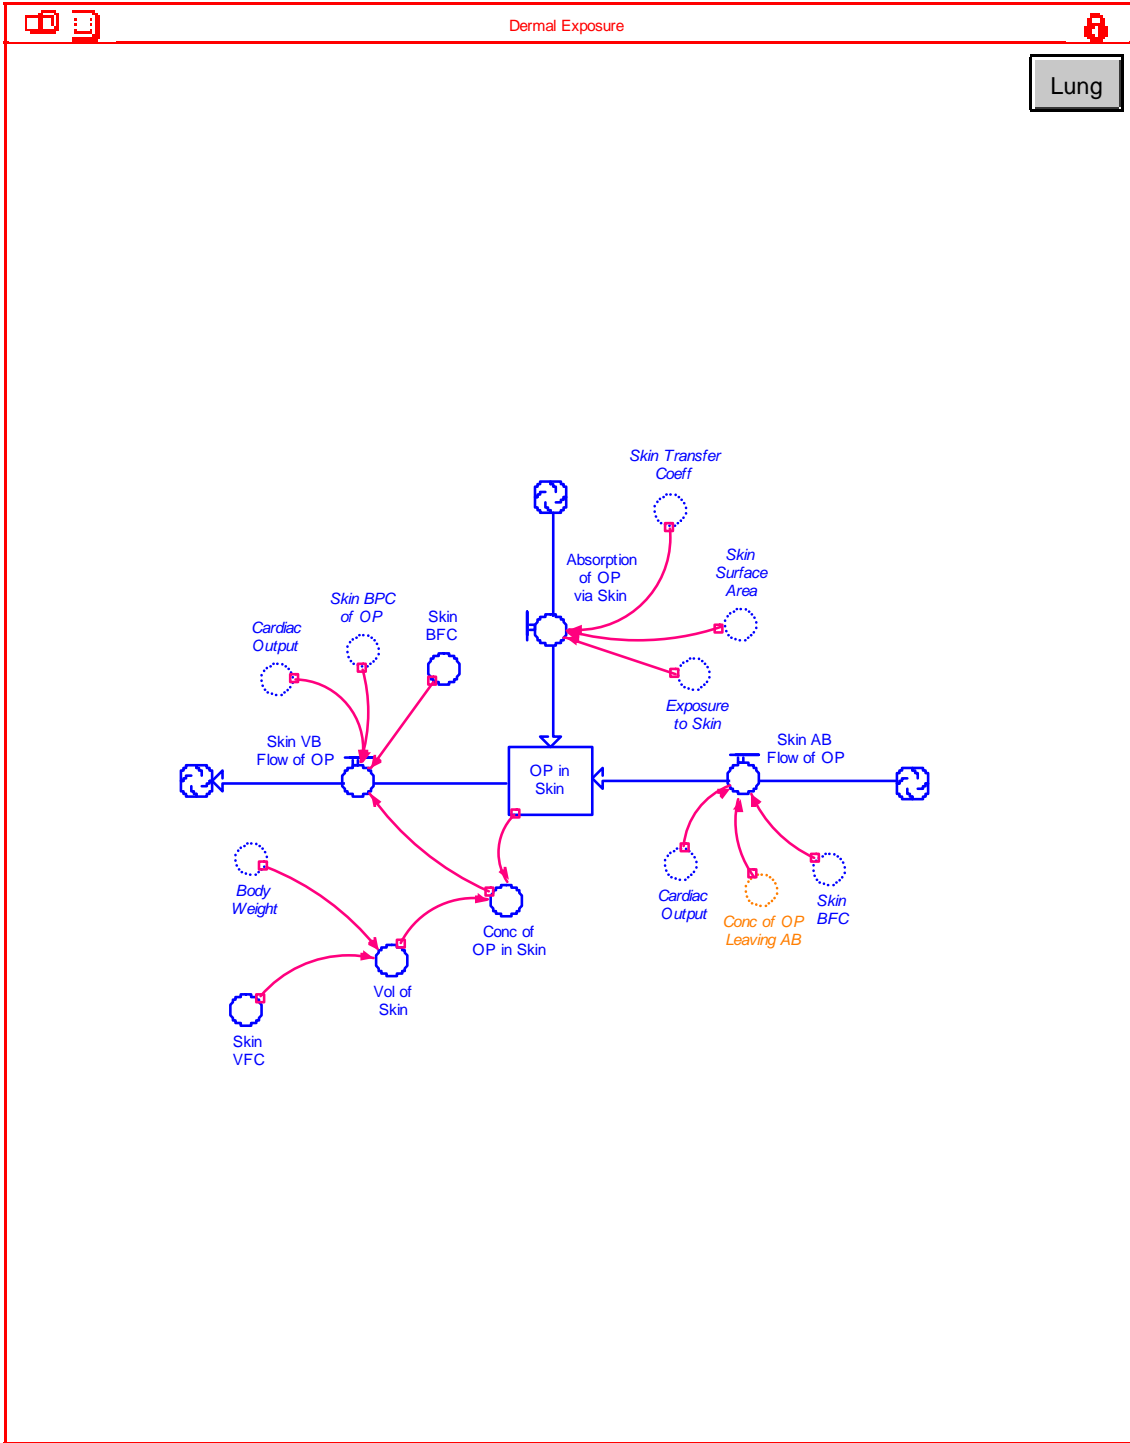 Dermal Exposure
Lung
Skin Transfer
Coeff
Absorption
of OP
via Skin
Skin
Surface
Area
Skin BPC
of OP
Skin
BFC
Cardiac
Output
Exposure
to Skin
Skin VB
Flow of OP
OP in
Skin
Skin AB
Flow of OP
Body
Weight
Cardiac
Output
Conc of OP
Leaving AB
Skin
BFC
Conc of
OP in Skin
Vol of
Skin
Skin
VFC